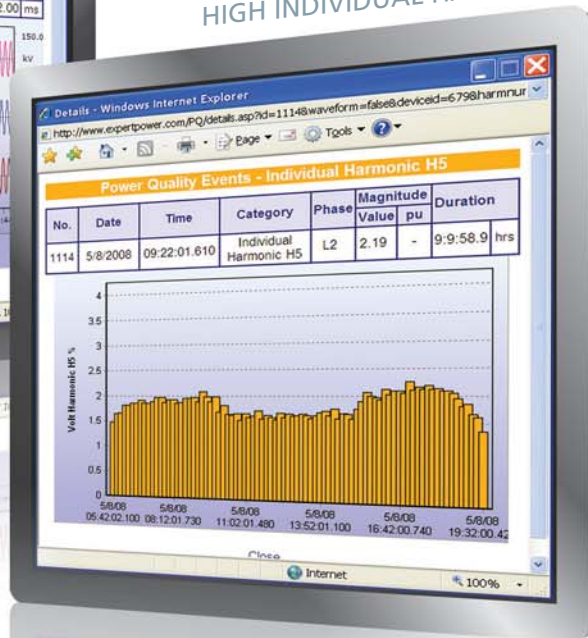 2.00 ms
150.0
kV
HIGH INDIVIDUAL
Details - Windows Internet Explorer
http://www.expertpower.com/PQ/details.asp?id=1114&waveform=false&deviceid=679&harmnur
Page Tools
Power Quality Events - Individual Harmonic H5
No. Date Time Category Phase Magnitude Duration
Value pu
1114 5/8/2008 09:22:01.610 Individual Harmonic H5 L2 2.19 - 9:9:58.9 hrs
Volt Harmonic H5 %
4
3.5
3
2.5
2
1.5
1
0.5
0
5/8/08 5/8/08 5/8/08 5/8/08 5/8/08 5/8/08
05:42:02.100 08:12:01.730 11:02:01.480 13:52:01.100 16:42:00.740 19:32:00.42
Close
Internet 100%